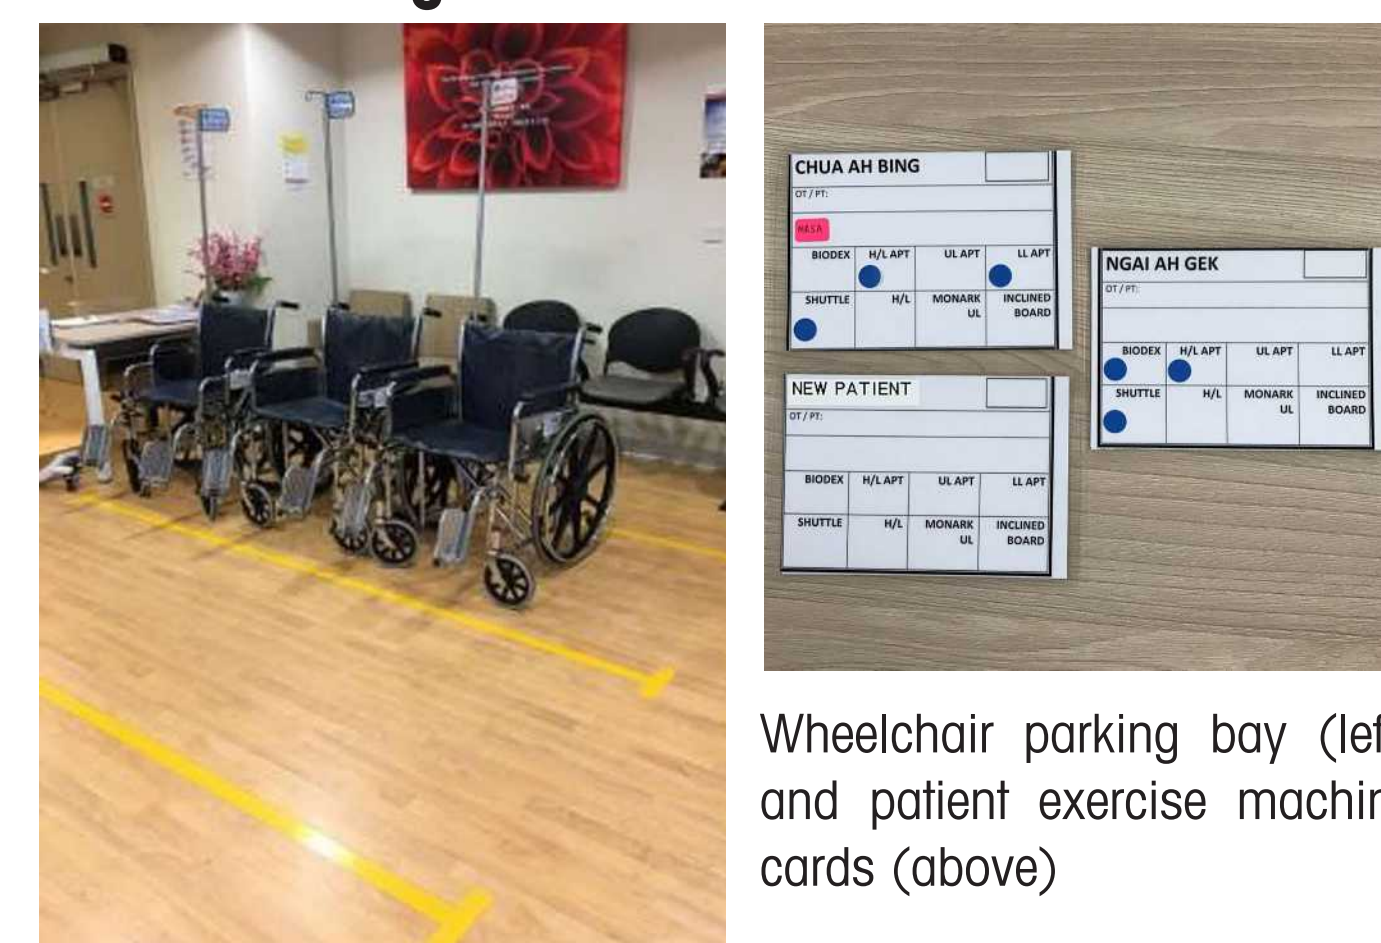 CHUA AH BING
OT / PT:
MASA
BIODEX H/L APT UL APT LL APT
SHUTTLE H/L MONARK UL INCLINED BOARD
NGAI AH GEK
OT / PT:
BIODEX H/L APT UL APT LL APT
SHUTTLE H/L MONARK UL INCLINED BOARD
NEW PATIENT
OT / PT:
BIODEX H/L APT UL APT LL APT
SHUTTLE H/L MONARK UL INCLINED BOARD
Wheelchair parking bay (lef
and patient exercise machin
cards (above)